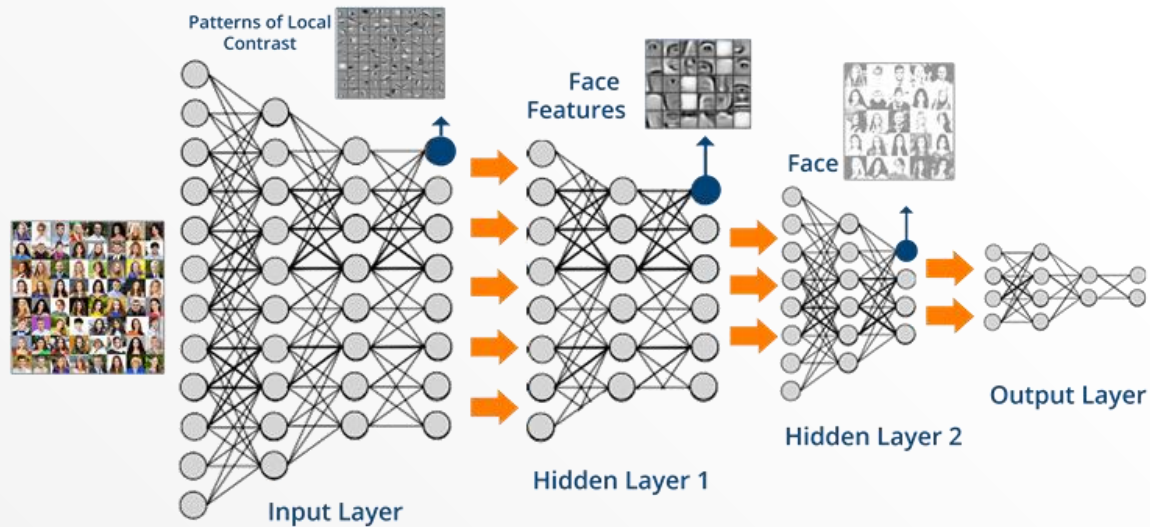 Patterns of Local
Contrast
Face
Features
Face
Input Layer
Hidden Layer 1
Hidden Layer 2
Output Layer